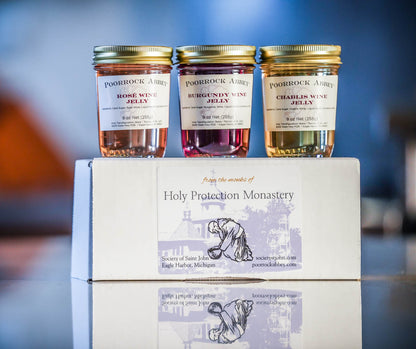 POORROCK ABBEY
ROSÉ WINE
JELLY
9 oz Net (255g)
POORROCK ABBEY
BURGUNDY WINE
JELLY
9 oz Net (255g)
POORROCK ABBEY
CHABLIS WINE
JELLY
9 oz Net (255g)
from the monks of
Holy Protection Monastery
Society of Saint John
Eagle Harbor, Michigan
societystjohn.com
poorrockabbey.com